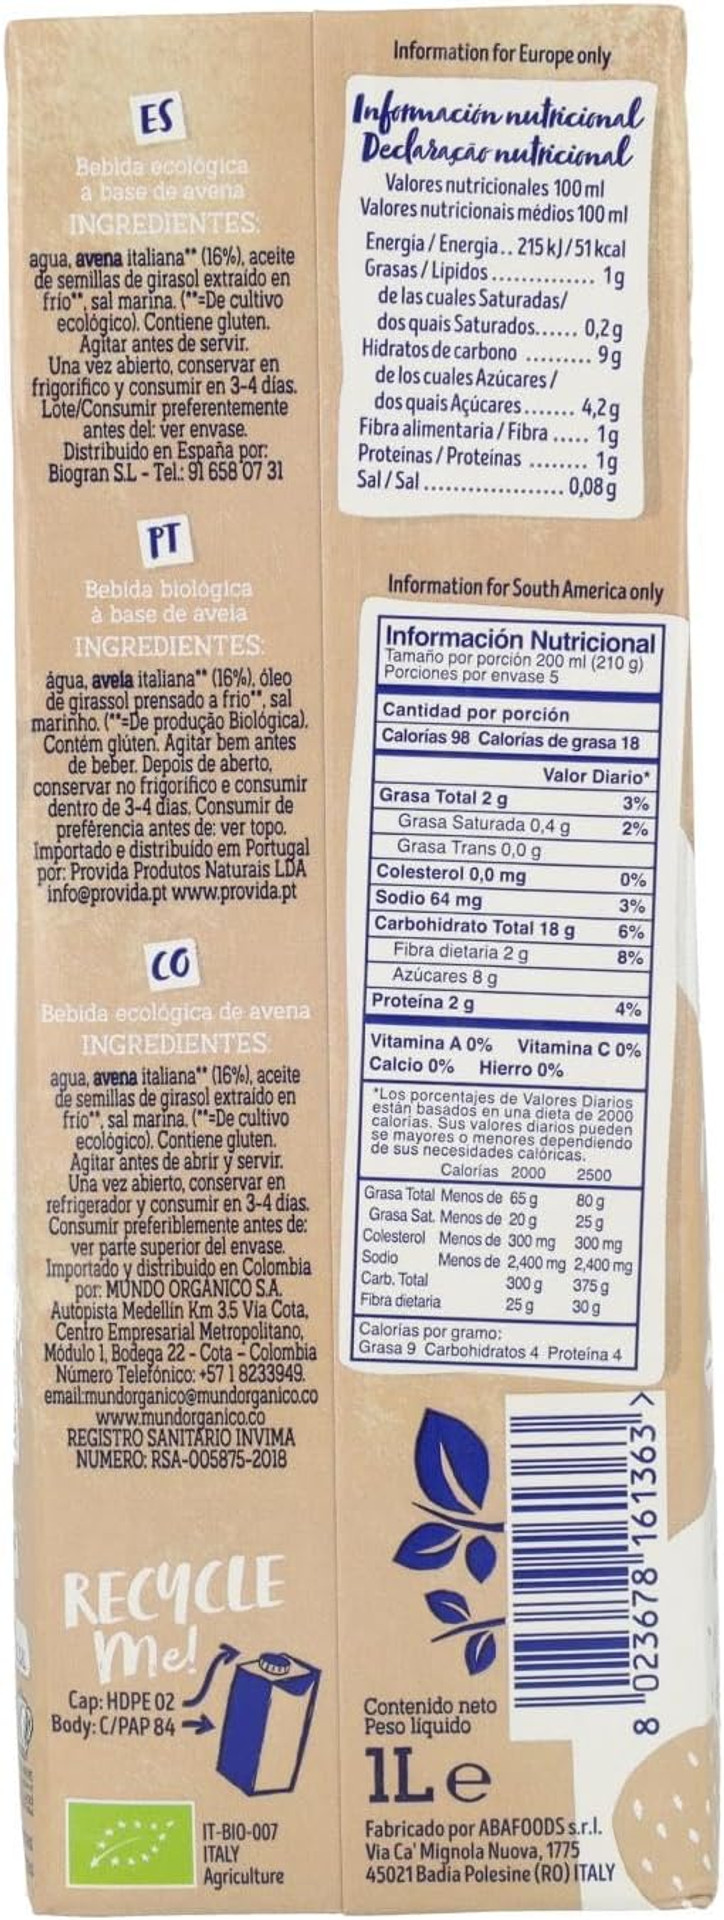 ES
Bebida ecológica
a base de avena
INGREDIENTES:
agua, avena italiana** (16%), aceite
de semillas de girasol extraído en
frío**, sal marina. (**=De cultivo
ecológico). Contiene gluten.
Agitar antes de servir.
Una vez abierto, conservar en
frigorífico y consumir en 3-4 días.
Lote/Consumir preferentemente
antes del: ver envase.
Distribuido en España por:
Biogran S.L - Tel.: 91 658 07 31
PT
Bebida biológica
à base de aveia
INGREDIENTES:
água, aveia italiana** (16%), óleo
de girassol prensado a frio**, sal
marinho. (**=De produção Biológica).
Contém glúten. Agitar bem antes
de beber. Depois de aberto,
conservar no frigorífico e consumir
dentro de 3-4 dias. Consumir de
preferência antes de: ver topo.
Importado e distribuído em Portugal
por: Provida Produtos Naturais LDA
info@provida.pt www.provida.pt
CO
Bebida ecológica de avena
INGREDIENTES
agua, avena italiana** (16%), aceite
de semillas de girasol extraído en
frío**, sal marina. (**=De cultivo
ecológico). Contiene gluten.
Agitar antes de abrir y servir.
Una vez abierto, conservar en
refrigerador y consumir en 3-4 días.
Consumir preferiblemente antes de:
ver parte superior del envase.
Importado y distribuido en Colombia
por: MUNDO ORGÁNICO S.A.
Autopista Medellín Km 3.5 Vía Cota,
Centro Empresarial Metropolitano,
Módulo 1, Bodega 22 - Cota - Colombia
Número Telefónico: +57 1 8233949.
email:mundorganico@mundorganico.co
www.mundorganico.co
REGISTRO SANITARIO INVIMA
NUMERO: RSA-005875-2018
RECYCLE
me!
Cap: HDPE 02
Body: C/PAP 84
IT-BIO-007
ITALY
Agriculture
Information for Europe only
Información nutricional
Declaração nutricional
Valores nutricionales 100 ml
Valores nutricionais médios 100 ml
Energía / Energia.. 215 kJ/51 kcal
Grasas / Lípidos .............. 1g
de las cuales Saturadas/
dos quais Saturados...... 0,2g
Hidratos de carbono ......... 9g
de los cuales Azúcares /
dos quais Açúcares....... 4,2g
Fibra alimentaria / Fibra ..... 1g
Proteínas / Proteínas ........ 1g
Sal / Sal ................... 0,08g
Information for South America only
Información Nutricional
Tamaño por porción 200 ml (210 g)
Porciones por envase 5
Cantidad por porción
Calorías 98 Calorías de grasa 18
Valor Diario*
Grasa Total 2 g 3%
Grasa Saturada 0,4 g 2%
Grasa Trans 0,0 g
Colesterol 0,0 mg 0%
Sodio 64 mg 3%
Carbohidrato Total 18 g 6%
Fibra dietaria 2 g 8%
Azúcares 8 g
Proteína 2 g 4%
Vitamina A 0% Vitamina C 0%
Calcio 0% Hierro 0%
*Los porcentajes de Valores Diarios
están basados en una dieta de 2000
calorías. Sus valores diarios pueden
se mayores o menores dependiendo
de sus necesidades calóricas.
Calorías 2000 2500
Grasa Total Menos de 65 g 80 g
Grasa Sat. Menos de 20 g 25 g
Colesterol Menos de 300 mg 300 mg
Sodio Menos de 2,400 mg 2,400 mg
Carb. Total 300 g 375 g
Fibra dietaria 25 g 30 g
Calorías por gramo:
Grasa 9 Carbohidratos 4 Proteína 4
8 023678 161363 >
Contenido neto
Peso líquido
1L e
Fabricado por ABAFOODS s.r.l.
Via Ca' Mignola Nuova, 1775
45021 Badia Polesine (RO) ITALY